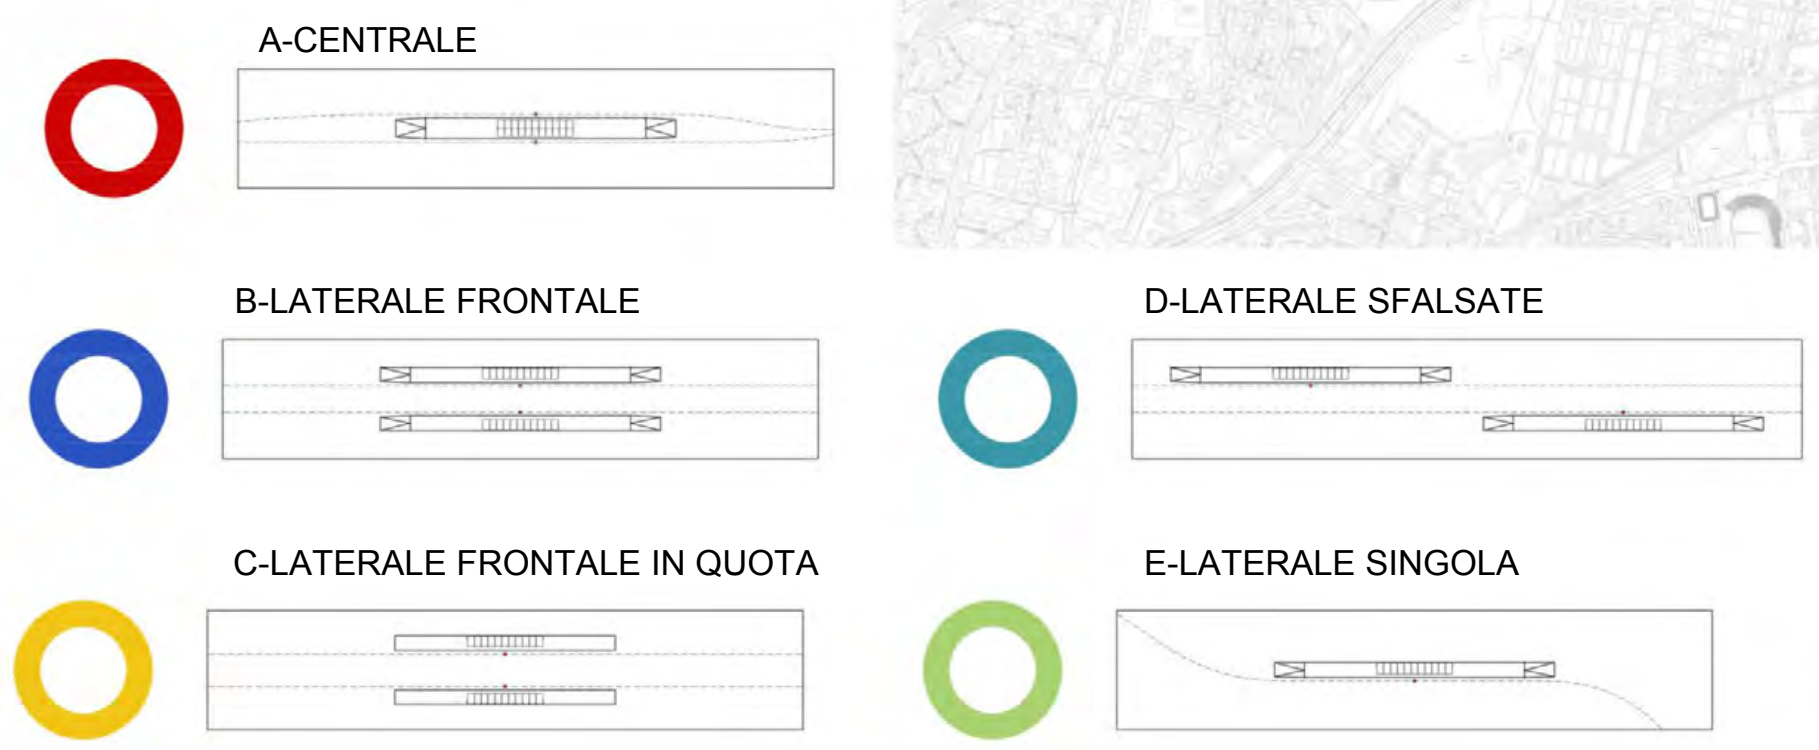 A-CENTRALE
B-LATERALE FRONTALE
D-LATERALE SFALSATE
C-LATERALE FRONTALE IN QUOTA
E-LATERALE SINGOLA